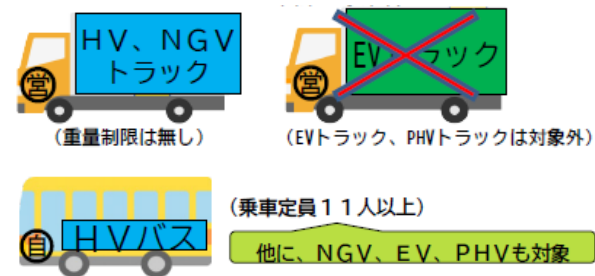 HV、NGV
トラック
営
(重量制限は無し)
EVトラック
営
(EVトラック、PHVトラックは対象外)
(乗車定員11人以上)
自
HVバス
他に、NGV、EV、PHVも対象